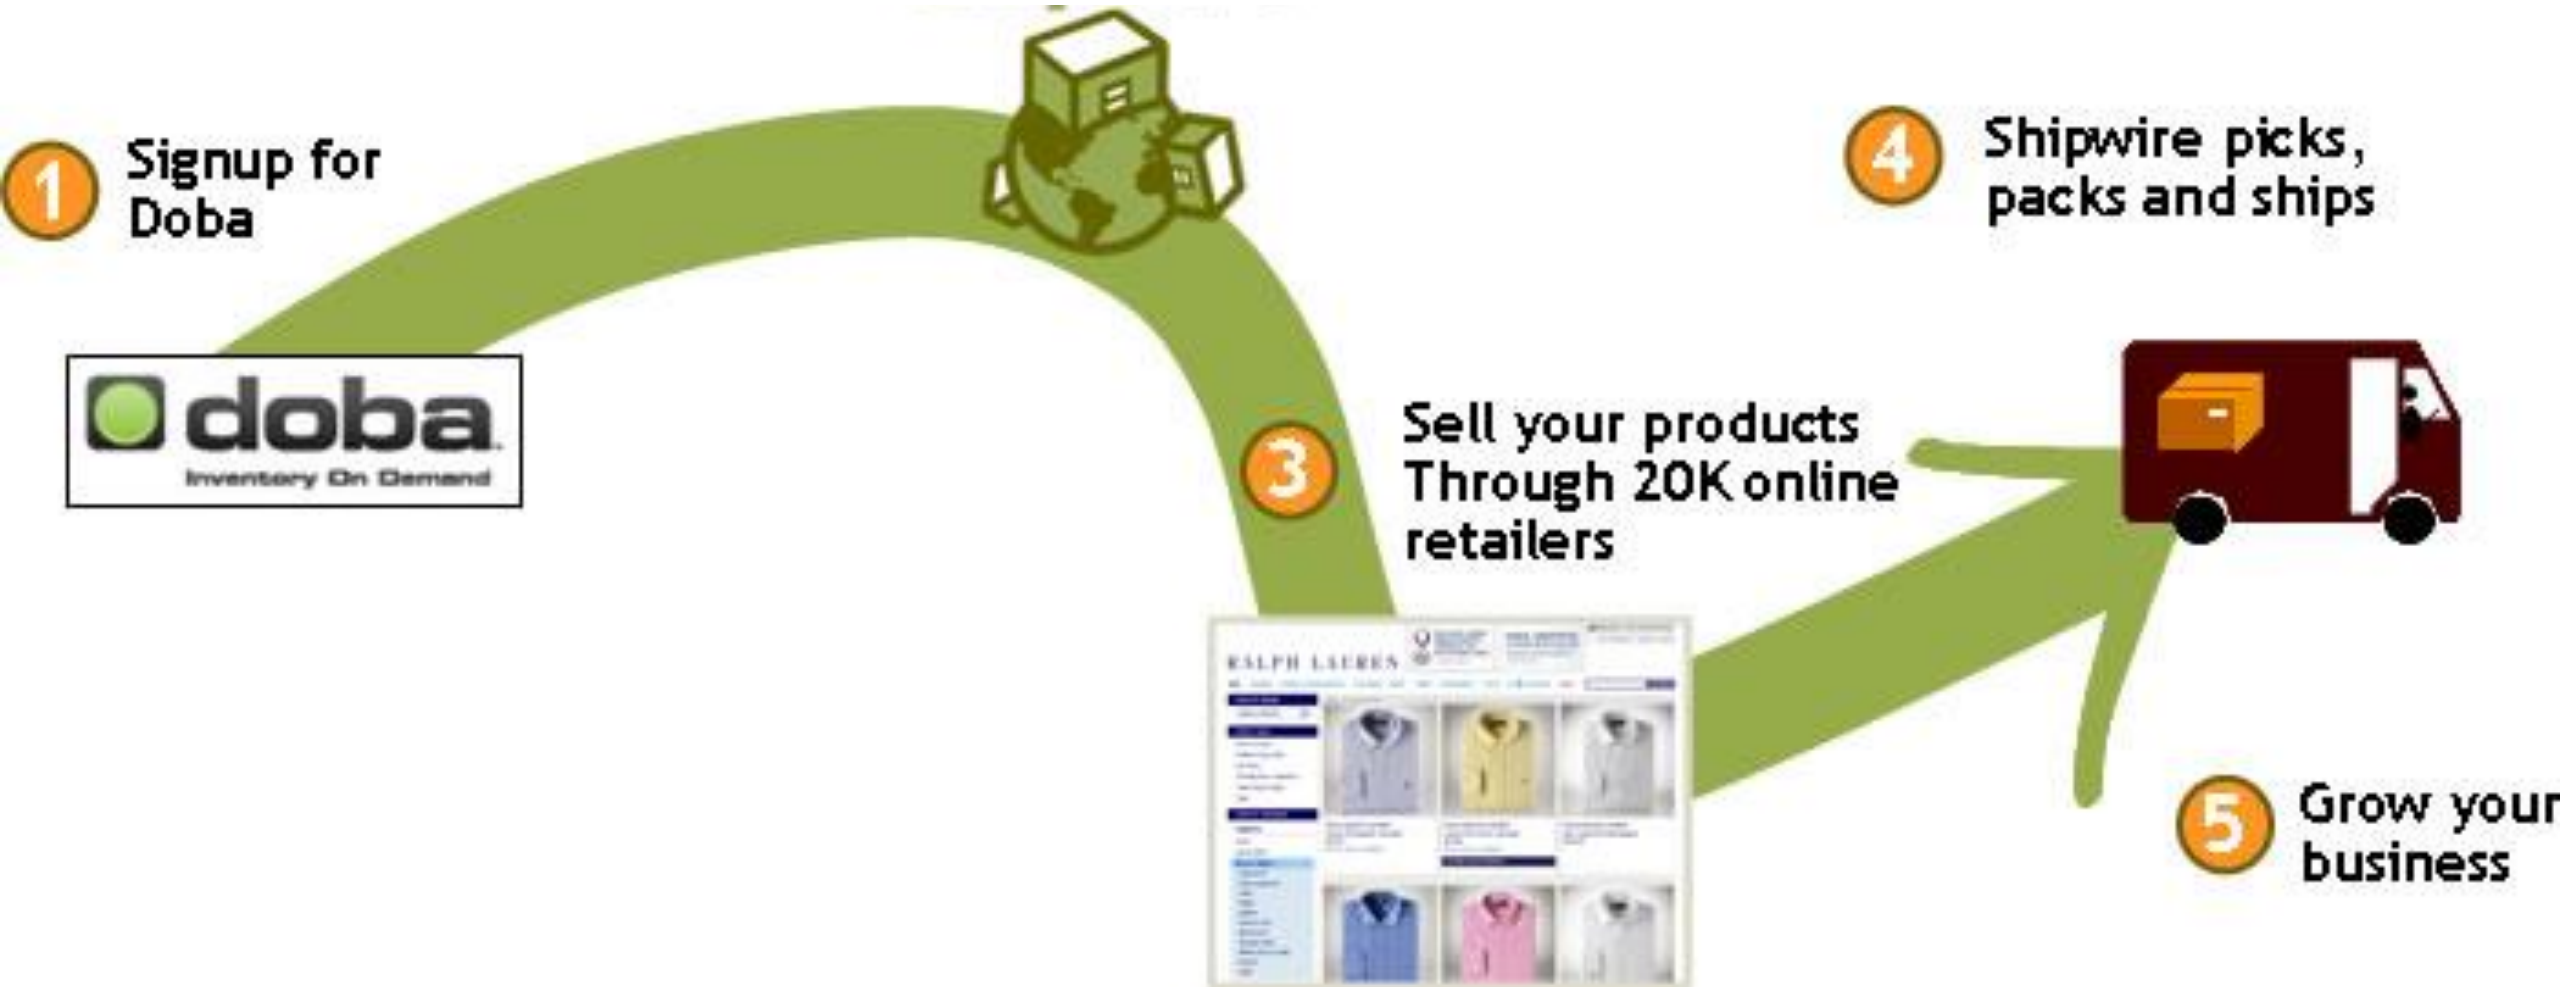 1
Signup for
Doba
doba
Inventory On Demand
3
Sell your products
Through 20K online
retailers
RALPH LAUREN
4
Shipwire picks,
packs and ships
5
Grow your
business